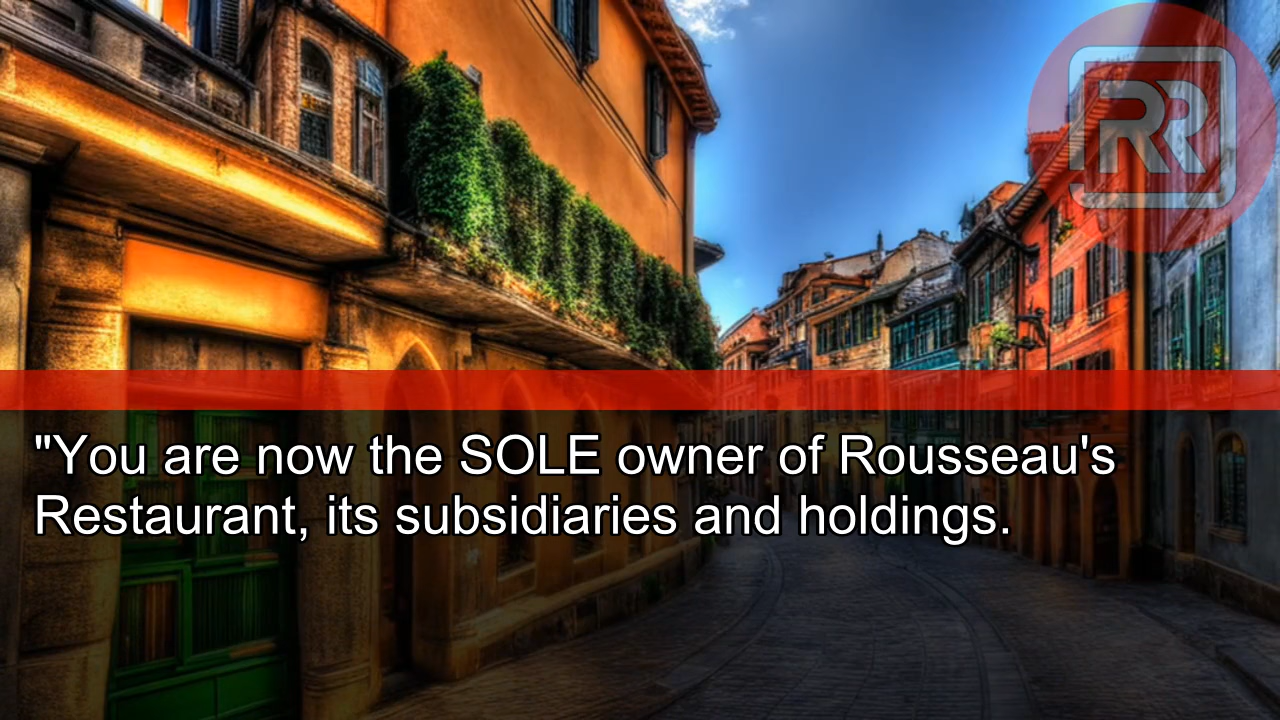 RR
"You are now the SOLE owner of Rousseau's
Restaurant, its subsidiaries and holdings.